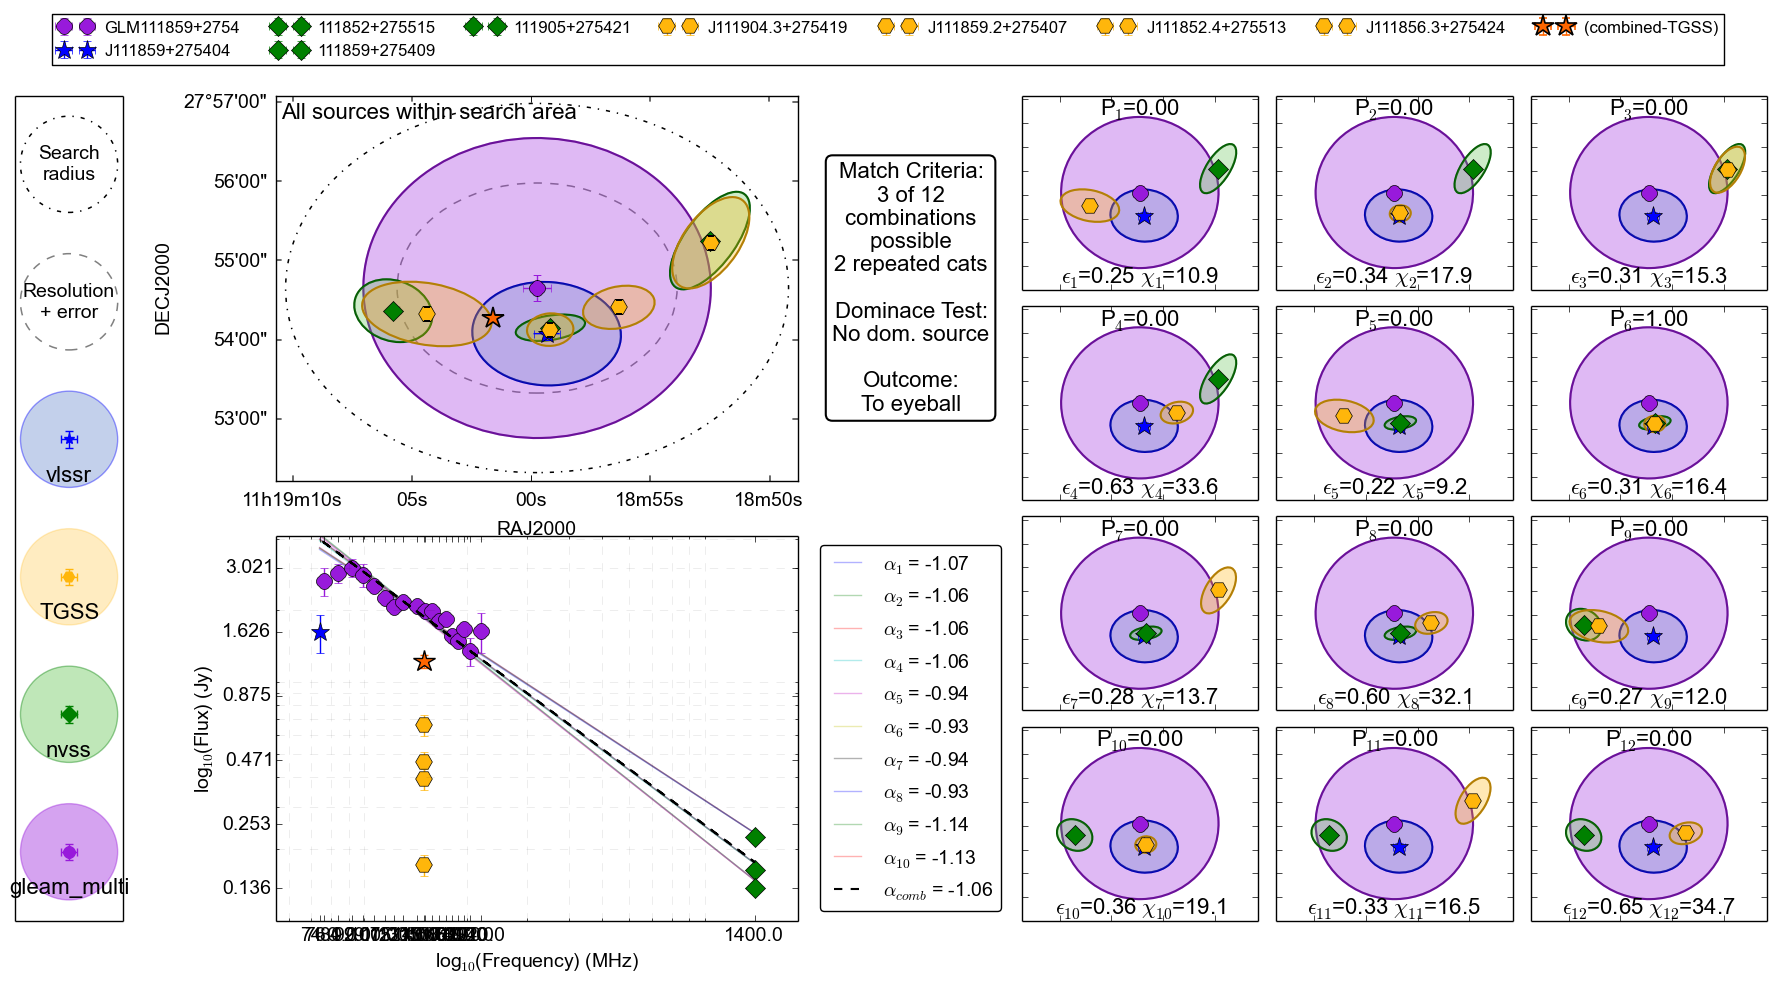 GLM111859+2754
111852+275515
111905+275421
J111904.3+275419
J111859.2+275407
J111852.4+275513
J111856.3+275424
(combined-TGSS)
J111859+275404
111859+275409
Search
radius
Resolution
+ error
vlssr
TGSS
nvss
gleam_multi
All sources within search area
27°57'00"
56'00"
55'00"
54'00"
53'00"
DECJ2000
11h19m10s
05s
00s
18m55s
18m50s
RAJ2000
Match Criteria:
3 of 12
combinations
possible
2 repeated cats
Dominace Test:
No dom. source
Outcome:
To eyeball
3.021
1.626
0.875
0.471
0.253
0.136
log₁₀(Flux) (Jy)
1400.0
log₁₀(Frequency) (MHz)
α₁ = -1.07
α₂ = -1.06
α₃ = -1.06
α₄ = -1.06
α₅ = -0.94
α₆ = -0.93
α₇ = -0.94
α₈ = -0.93
α₉ = -1.14
α₁₀ = -1.13
α_comb = -1.06
P₁=0.00
ϵ₁=0.25 χ₁=10.9
P₂=0.00
ϵ₂=0.34 χ₂=17.9
P₃=0.00
ϵ₃=0.31 χ₃=15.3
P₄=0.00
ϵ₄=0.63 χ₄=33.6
P₅=0.00
ϵ₅=0.22 χ₅=9.2
P₆=1.00
ϵ₆=0.31 χ₆=16.4
P₇=0.00
ϵ₇=0.28 χ₇=13.7
P₈=0.00
ϵ₈=0.60 χ₈=32.1
P₉=0.00
ϵ₉=0.27 χ₉=12.0
P₁₀=0.00
ϵ₁₀=0.36 χ₁₀=19.1
P₁₁=0.00
ϵ₁₁=0.33 χ₁₁=16.5
P₁₂=0.00
ϵ₁₂=0.65 χ₁₂=34.7